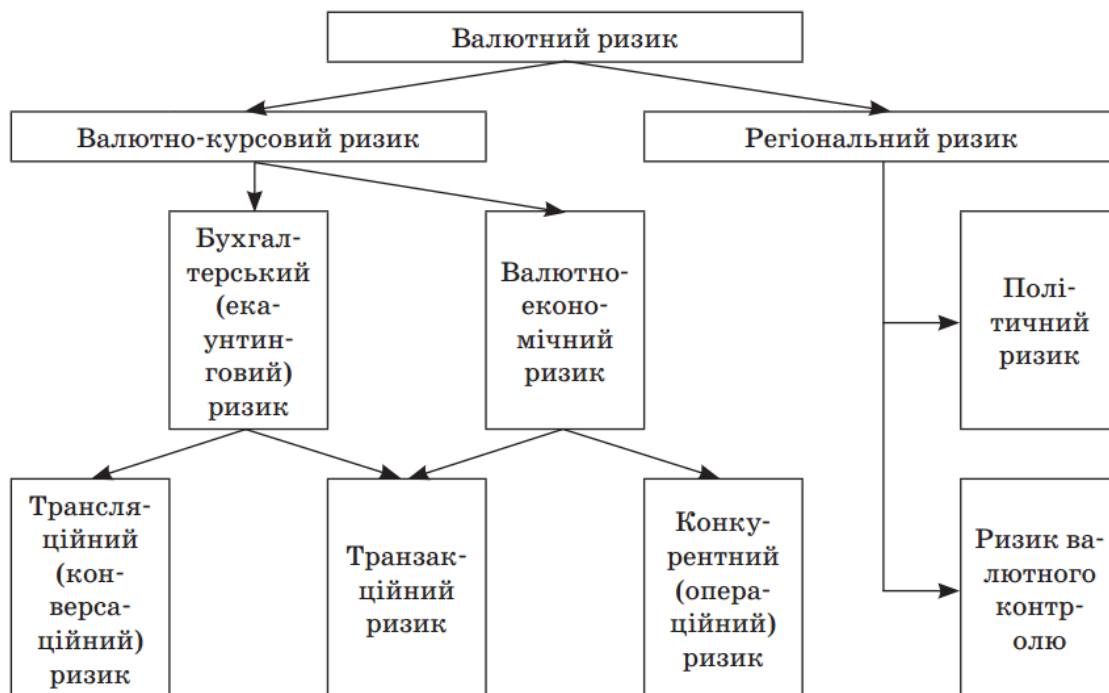 Валютний ризик
Валютно-курсовий ризик
Регіональний ризик
Бухгал-
терський
(ека-
унтин-
говий)
ризик
Валютно-
еконо-
мічний
ризик
Полі-
тичний
ризик
Трансля-
ційний
(кон-
верса-
ційний)
ризик
Транзак-
ційний
ризик
Конку-
рентний
(опера-
ційний)
ризик
Ризик ва-
лютного
контр-
олю